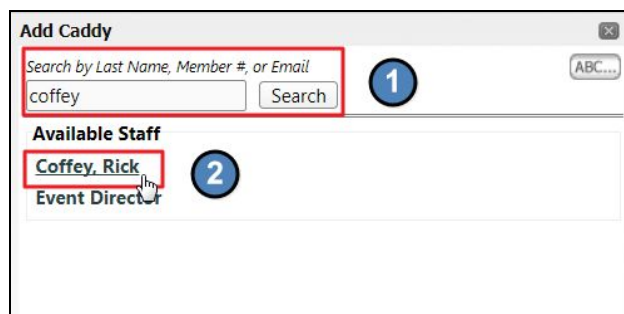 Add Caddy
Search by Last Name, Member #, or Email
ABC...
coffey
Search
1
Available Staff
Coffey, Rick
2
Event Director